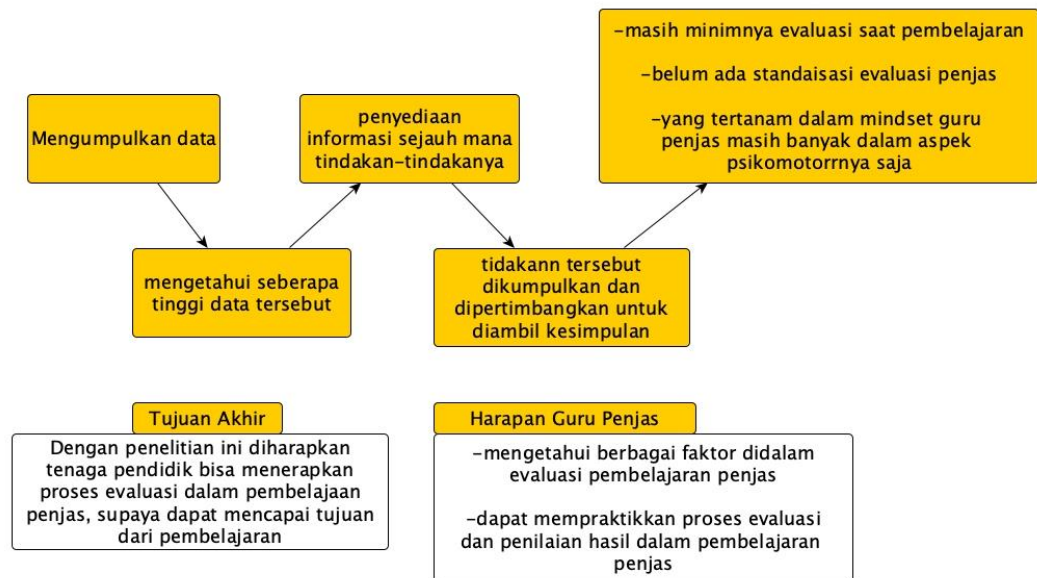 Mengumpulkan data
mengetahui seberapa
tinggi data tersebut
penyediaan
informasi sejauh mana
tindakan-tindakanya
tidakann tersebut
dikumpulkan dan
dipertimbangkan untuk
diambil kesimpulan
-masih minimnya evaluasi saat pembelajaran
-belum ada standaisasi evaluasi penjas
-yang tertanam dalam mindset guru
penjas masih banyak dalam aspek
psikomotorrnya saja
Tujuan Akhir
Dengan penelitian ini diharapkan
tenaga pendidik bisa menerapkan
proses evaluasi dalam pembelajaan
penjas, supaya dapat mencapai tujuan
dari pembelajaran
Harapan Guru Penjas
-mengetahui berbagai faktor didalam
evaluasi pembelajaran penjas
-dapat mempraktikkan proses evaluasi
dan penilaian hasil dalam pembelajaran
penjas